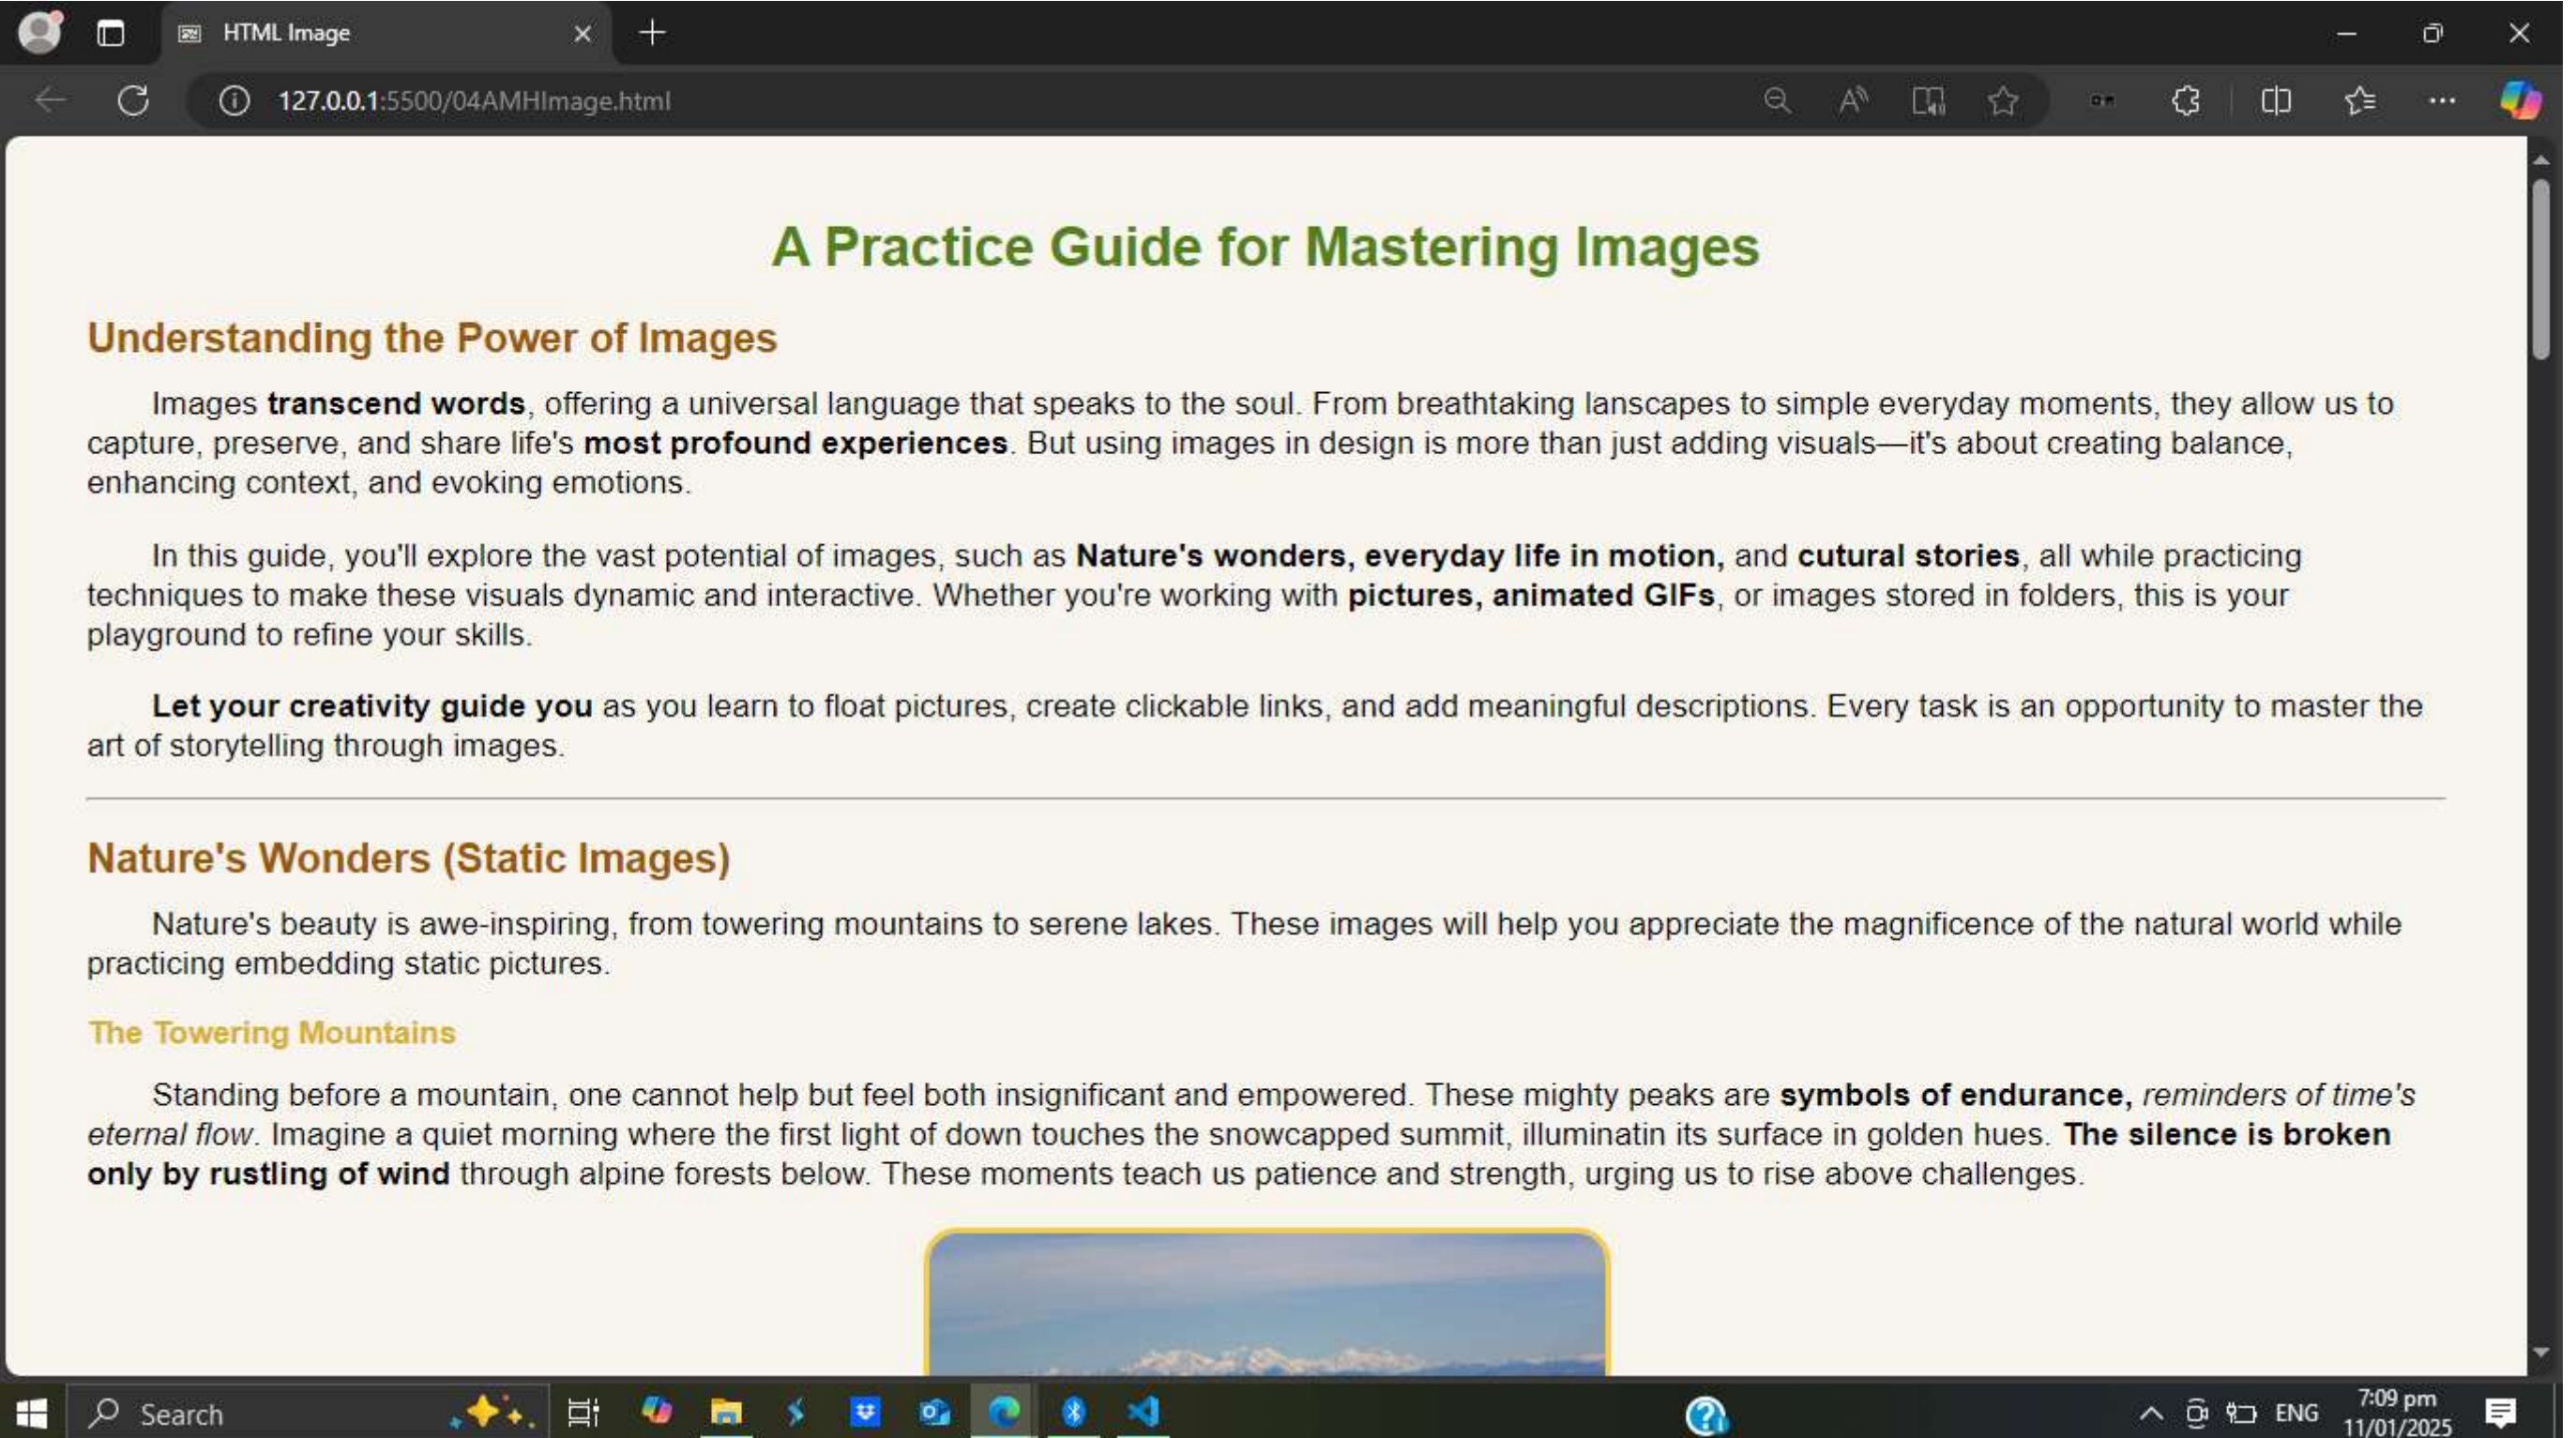 HTML Image
127.0.0.1:5500/04AMHImage.html
A Practice Guide for Mastering Images
Understanding the Power of Images
Images transcend words, offering a universal language that speaks to the soul. From breathtaking lanscapes to simple everyday moments, they allow us to
capture, preserve, and share life's most profound experiences. But using images in design is more than just adding visuals—it's about creating balance,
enhancing context, and evoking emotions.
In this guide, you'll explore the vast potential of images, such as Nature's wonders, everyday life in motion, and cutural stories, all while practicing
techniques to make these visuals dynamic and interactive. Whether you're working with pictures, animated GIFs, or images stored in folders, this is your
playground to refine your skills.
Let your creativity guide you as you learn to float pictures, create clickable links, and add meaningful descriptions. Every task is an opportunity to master the
art of storytelling through images.
Nature's Wonders (Static Images)
Nature's beauty is awe-inspiring, from towering mountains to serene lakes. These images will help you appreciate the magnificence of the natural world while
practicing embedding static pictures.
The Towering Mountains
Standing before a mountain, one cannot help but feel both insignificant and empowered. These mighty peaks are symbols of endurance, reminders of time's
eternal flow. Imagine a quiet morning where the first light of down touches the snowcapped summit, illuminatin its surface in golden hues. The silence is broken
only by rustling of wind through alpine forests below. These moments teach us patience and strength, urging us to rise above challenges.
Search
ENG
7:09 pm
11/01/2025